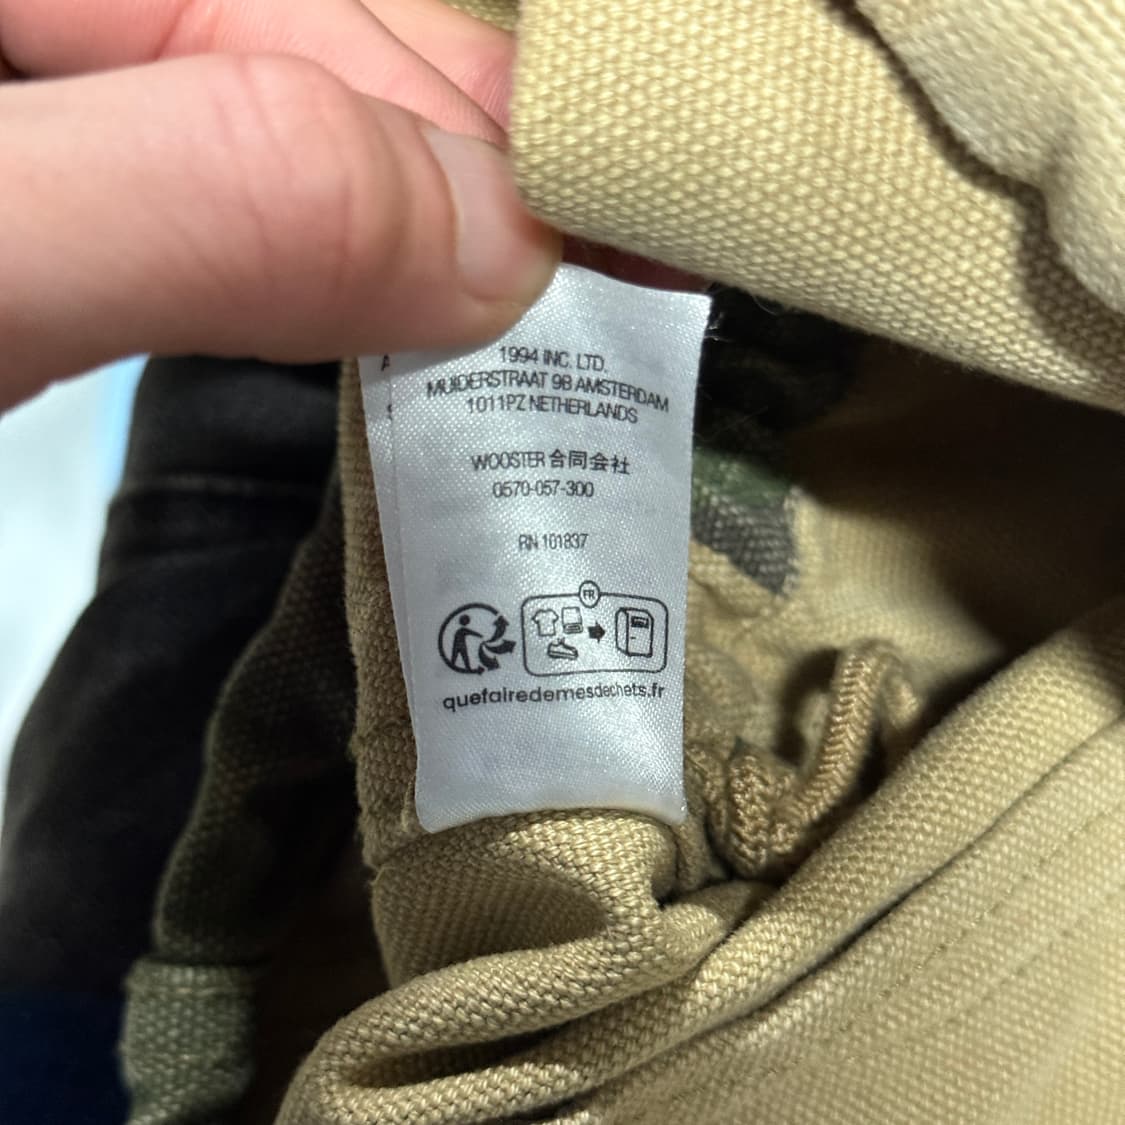 1994 INC. LTD.
MUIDERSTRAAT 9B AMSTERDAM
1011PZ NETHERLANDS
WOOSTER 合同会社
0570-057-300
RN 101837
FR
quefairedemesdechets.fr